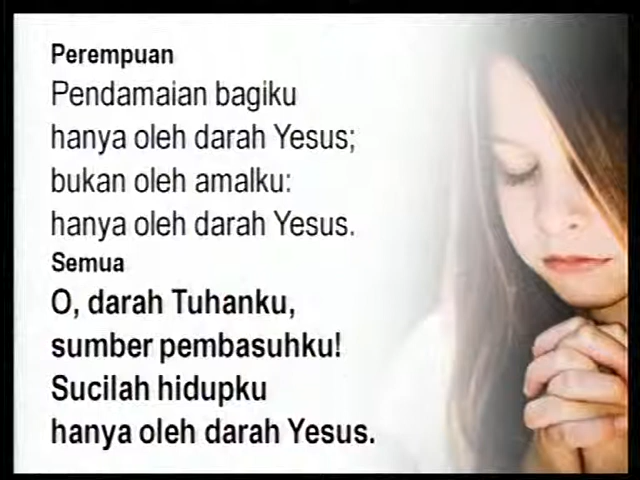 Perempuan
Pendamaian bagiku
hanya oleh darah Yesus;
bukan oleh amalku:
hanya oleh darah Yesus.
Semua
O, darah Tuhanku,
sumber pembasuhku!
Sucilah hidupku
hanya oleh darah Yesus.